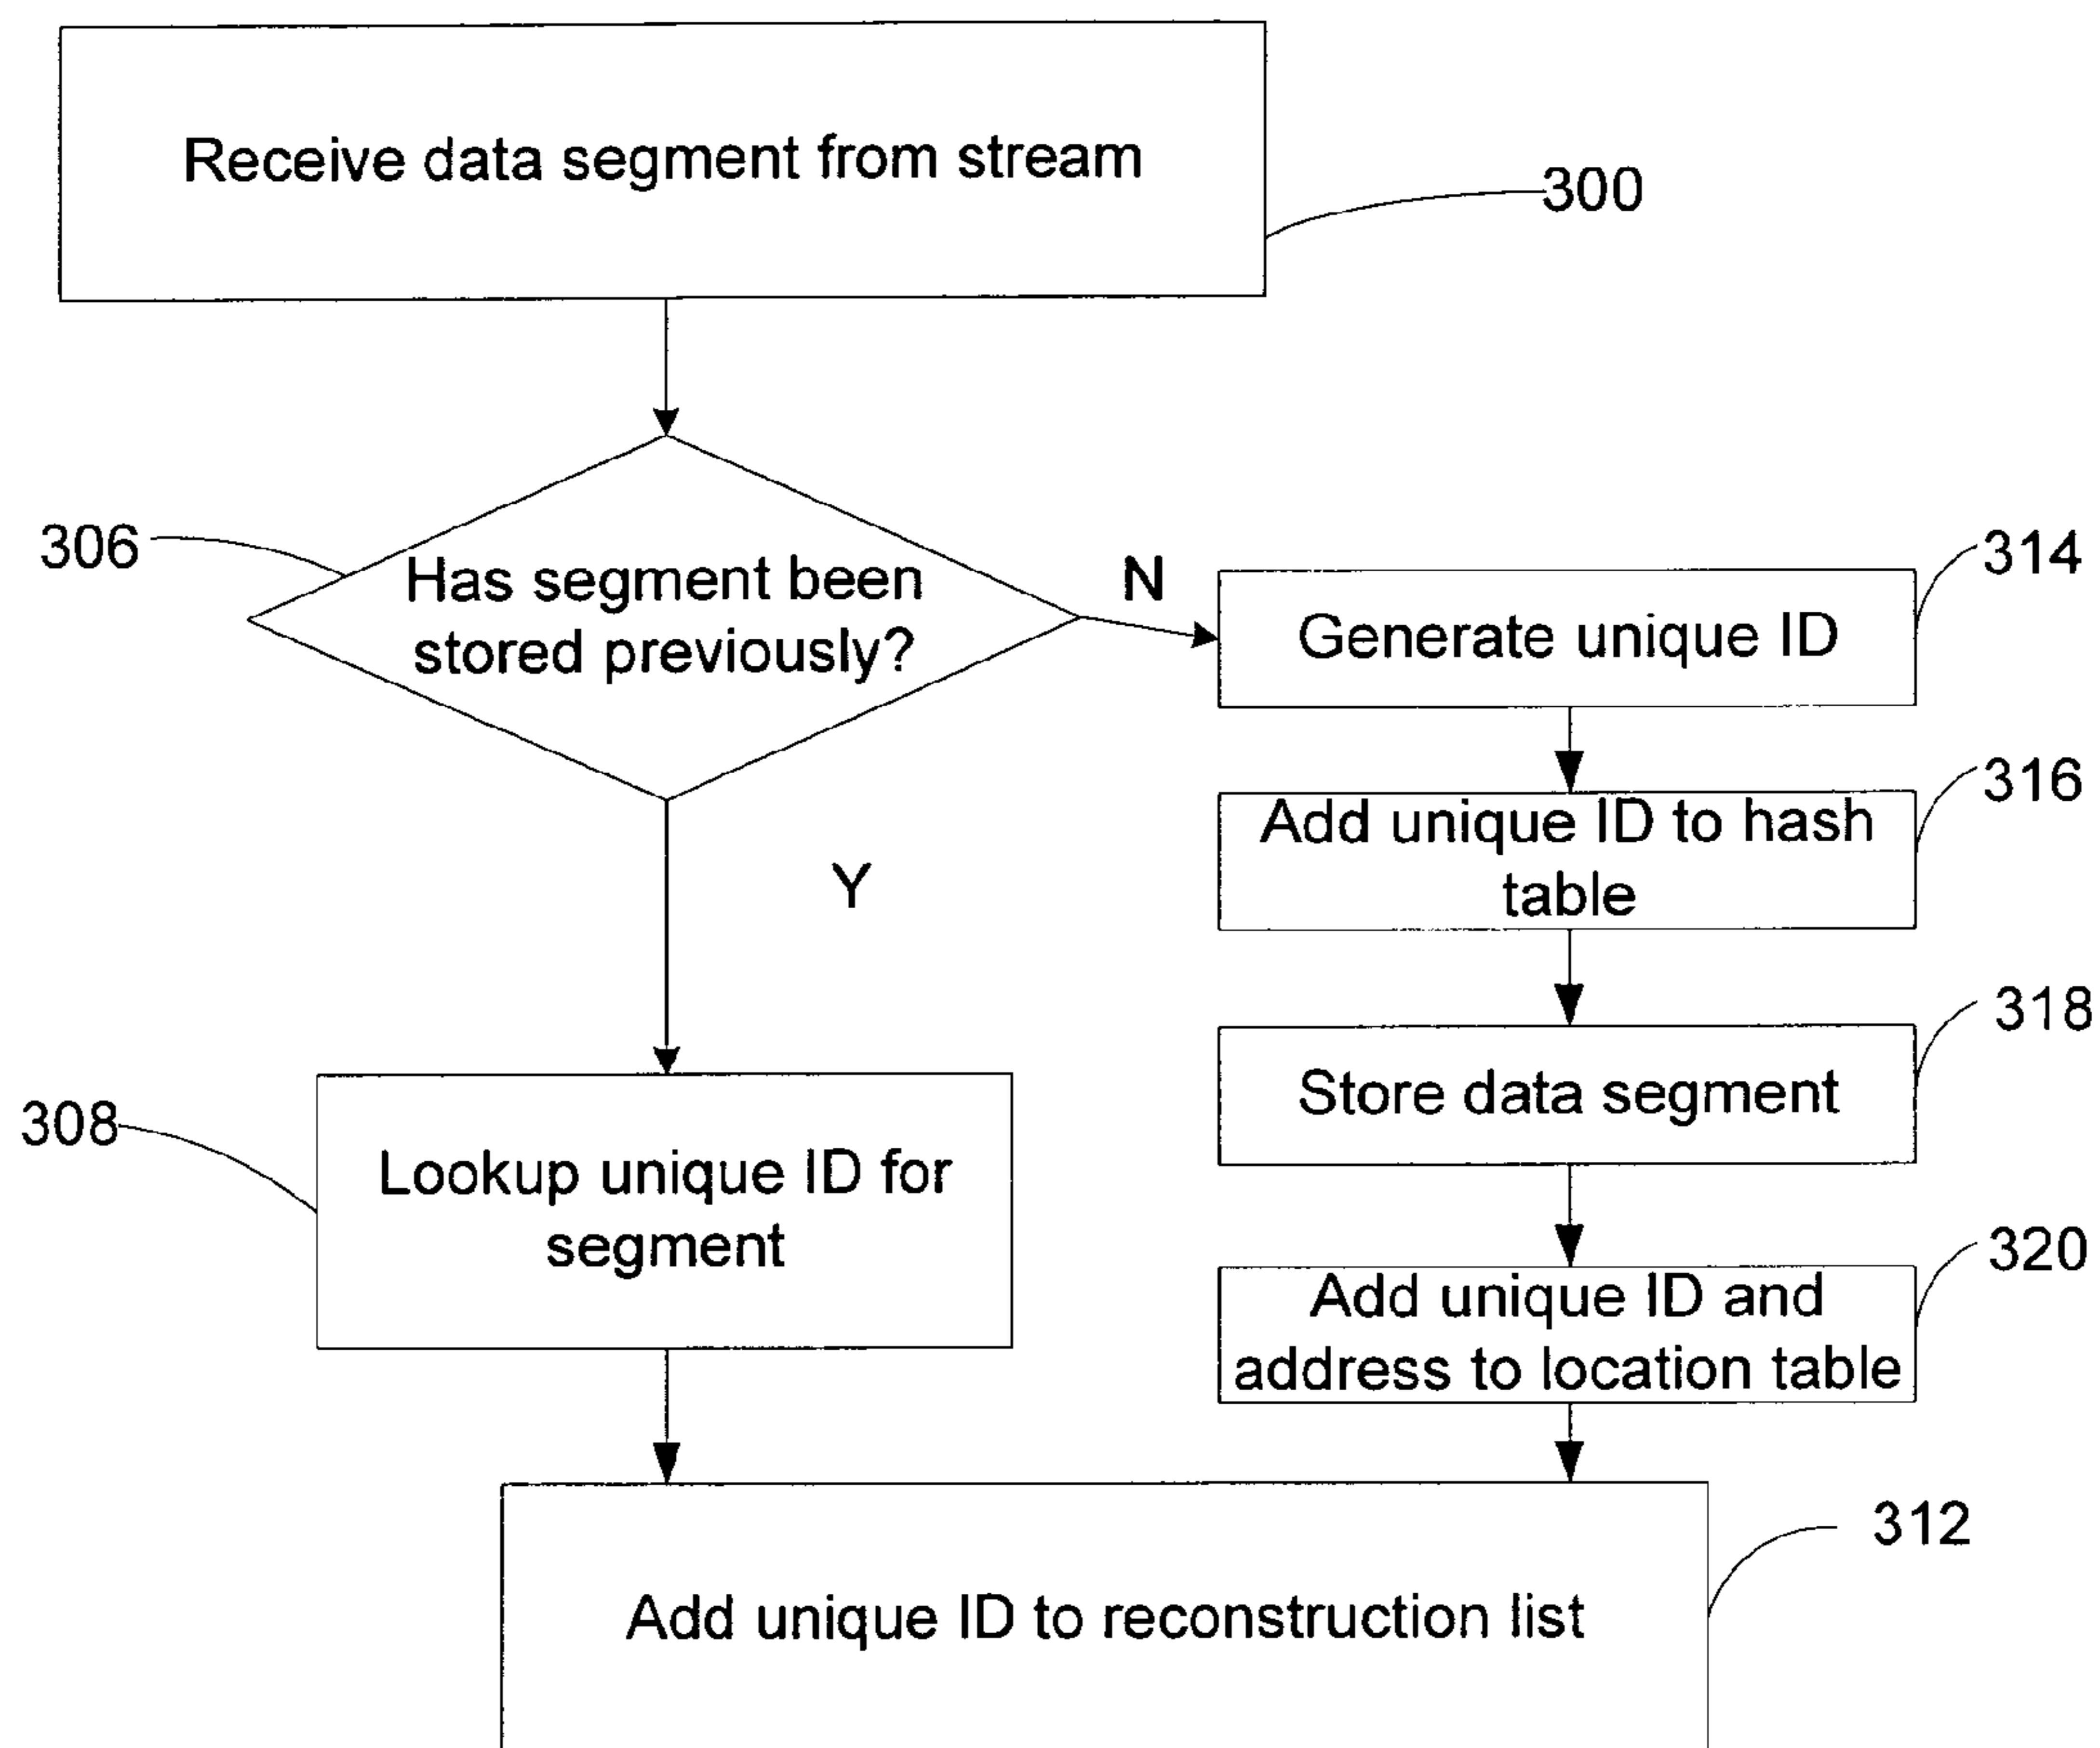 Receive data segment from stream
300
306
Has segment been
stored previously?
N
314
Generate unique ID
316
Add unique ID to hash
table
Y
318
Store data segment
308
Lookup unique ID for
segment
320
Add unique ID and
address to location table
312
Add unique ID to reconstruction list